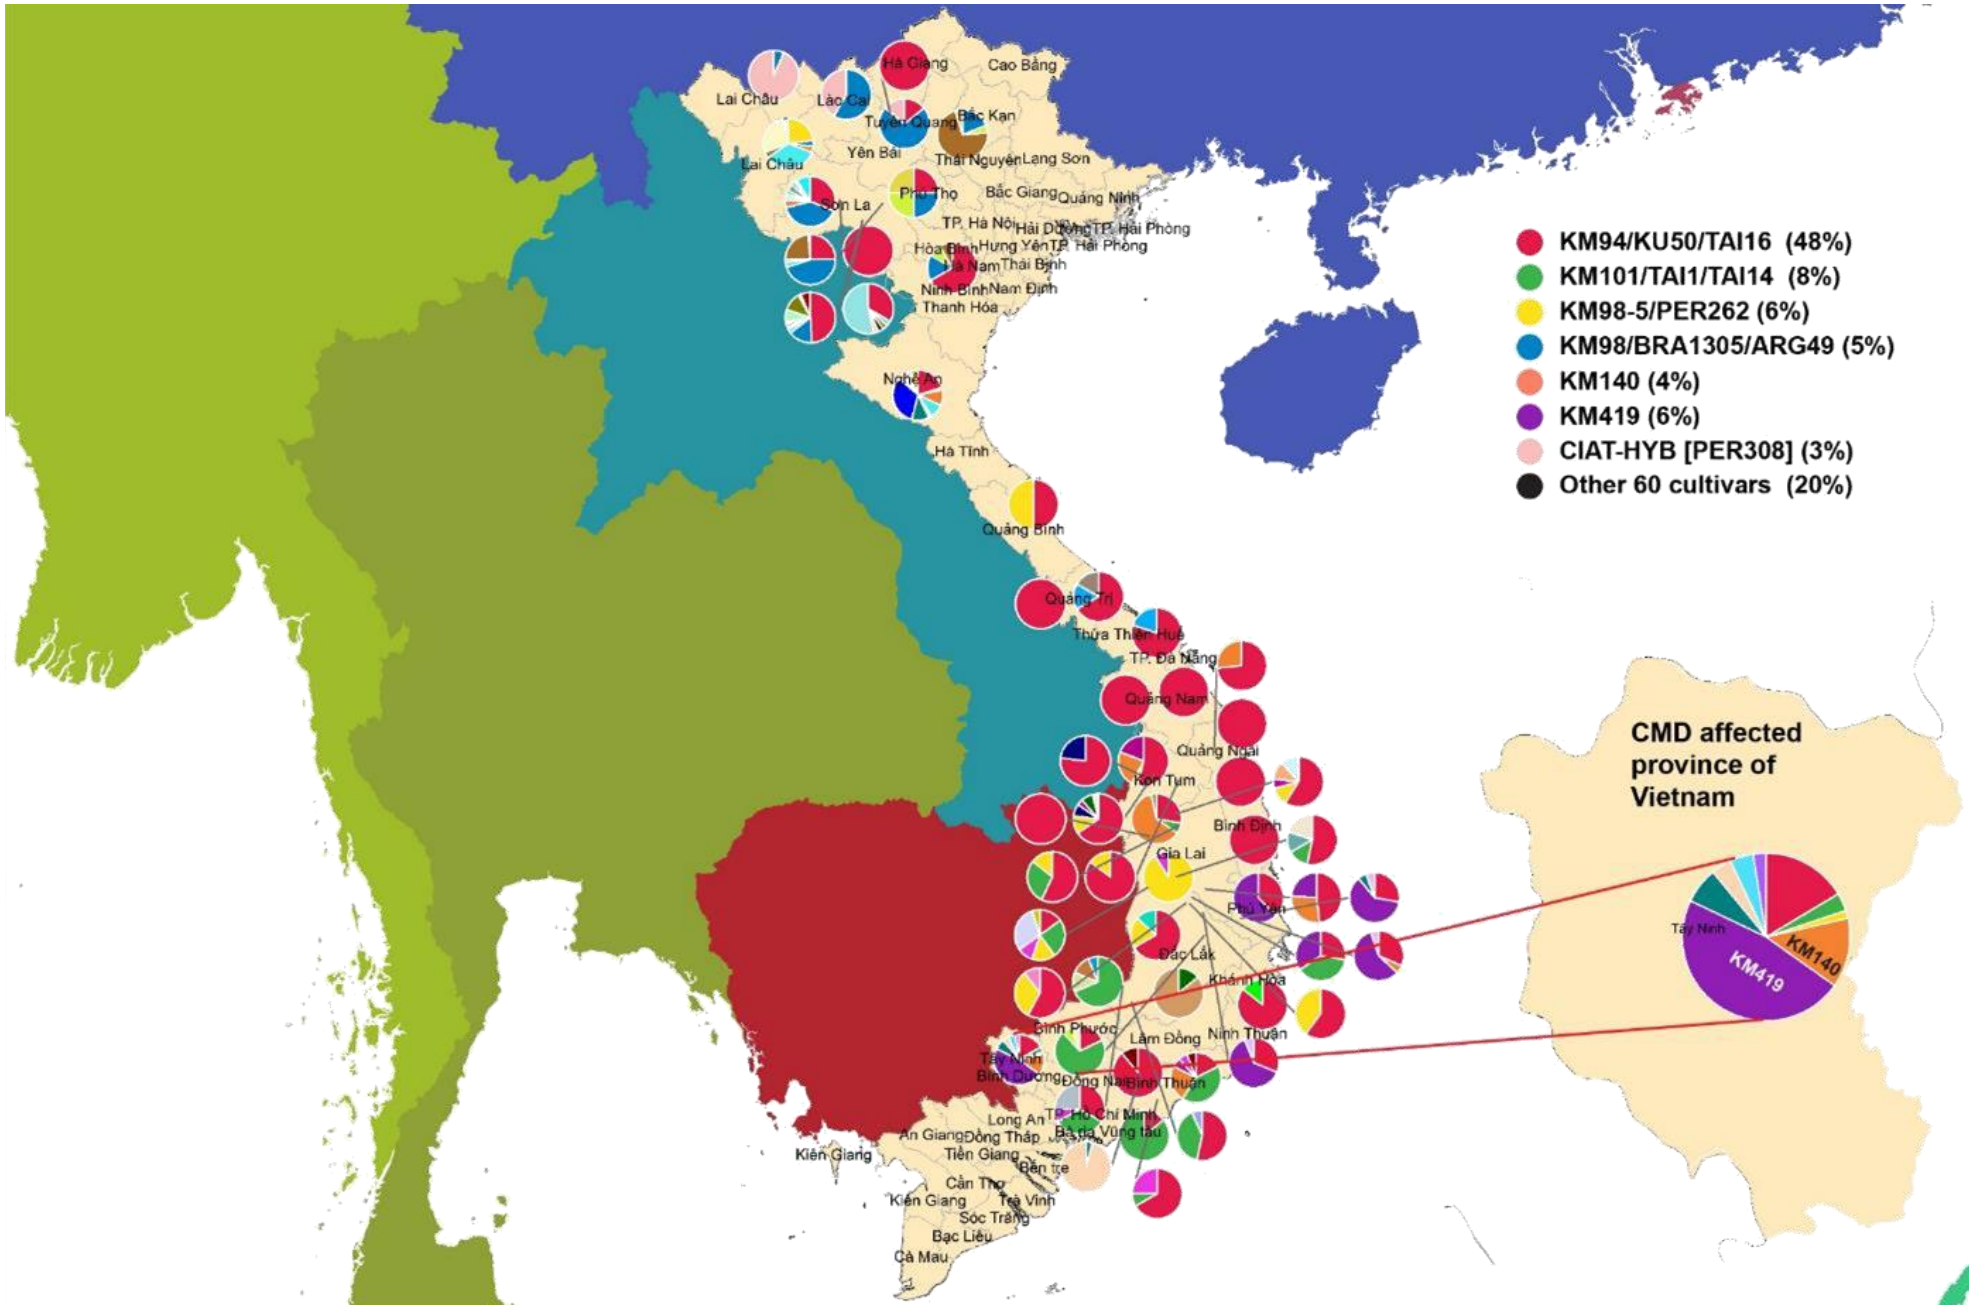 Hà Giang
Cao Bằng
Lai Châu
Lào Cai
Tuyên Quang
Bắc Kạn
Yên Bái
Thái Nguyên
Lạng Sơn
Lai Châu
Phú Thọ
Bắc Giang
Quảng Ninh
Sơn La
TP. Hà Nội
Hải Dương
TP. Hải Phòng
Hòa Bình
Hưng Yên
TP. Hải Phòng
Hà Nam
Thái Bình
Ninh Bình
Nam Định
Thanh Hóa
Nghệ An
Hà Tĩnh
Quảng Bình
Quảng Trị
Thừa Thiên Huế
TP. Đà Nẵng
Quảng Nam
Quảng Ngãi
Kon Tum
Bình Định
Gia Lai
Phú Yên
Đắc Lắk
Khánh Hòa
Bình Phước
Lâm Đồng
Ninh Thuận
Tây Ninh
Bình Dương
Đồng Nai
Bình Thuận
Long An
TP. Hồ Chí Minh
An Giang
Đồng Tháp
Bà rịa Vũng tàu
Kiên Giang
Tiền Giang
Bến tre
Cần Thơ
Kiên Giang
Trà Vinh
Sóc Trăng
Bạc Liêu
Cà Mau
KM94/KU50/TAI16 (48%)
KM101/TAI1/TAI14 (8%)
KM98-5/PER262 (6%)
KM98/BRA1305/ARG49 (5%)
KM140 (4%)
KM419 (6%)
CIAT-HYB [PER308] (3%)
Other 60 cultivars (20%)
CMD affected
province of
Vietnam
Tây Ninh
KM140
KM419